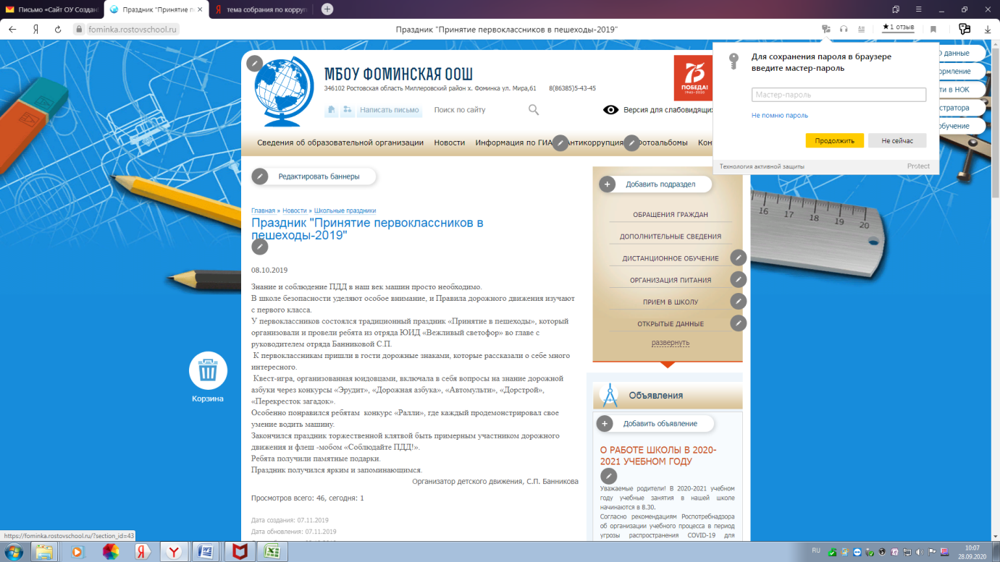 Письмо «Сайт ОУ Создан
Праздник "Принятие п
тема собрания по корруп
fominka.rostovschool.ru
Праздник "Принятие первоклассников в пешеходы-2019"
★1 отзыв
Для сохранения пароля в браузере
введите мастер-пароль
Мастер-пароль
Не помню пароль
Продолжить
Не сейчас
Технология активной защиты
Protect
данные
ормление
ти в НОК
стратора
обучение
МБОУ ФОМИНСКАЯ ООШ
346102 Ростовская область Миллеровский район х. Фоминка ул. Мира,61 8(86385)5-43-45
75
ПОБЕДА!
1945-2020
Написать письмо
Поиск по сайту
Версия для слабовидящих
Сведения об образовательной организации
Новости
Информация по ГИА
Антикоррупция
Фотоальбомы
Кон
Редактировать баннеры
Главная » Новости » Школьные праздники
Праздник "Принятие первоклассников в
пешеходы-2019"
08.10.2019
Знание и соблюдение ПДД в наш век машин просто необходимо.
В школе безопасности уделяют особое внимание, и Правила дорожного движения изучают
с первого класса.
У первоклассников состоялся традиционный праздник «Принятие в пешеходы», который
организовали и провели ребята из отряда ЮИД «Вежливый светофор» во главе с
руководителем отряда Банниковой С.П.
К первоклассникам пришли в гости дорожные знаками, которые рассказали о себе много
интересного.
Квест-игра, организованная юидовцами, включала в себя вопросы на знание дорожной
азбуки через конкурсы «Эрудит», «Дорожная азбука», «Автомульти», «Дорстрой»,
«Перекресток загадок».
Особенно понравился ребятам конкурс «Ралли», где каждый продемонстрировал свое
умение водить машину.
Закончился праздник торжественной клятвой быть примерным участником дорожного
движения и флеш -мобом «Соблюдайте ПДД!».
Ребята получили памятные подарки.
Праздник получился ярким и запоминающимся.
Организатор детского движения, С.П. Банникова
Просмотров всего: 46, сегодня: 1
Дата создания: 07.11.2019
Дата обновления: 07.11.2019
Корзина
Добавить подраздел
ОБРАЩЕНИЯ ГРАЖДАН
ДОПОЛНИТЕЛЬНЫЕ СВЕДЕНИЯ
ДИСТАНЦИОННОЕ ОБУЧЕНИЕ
ОРГАНИЗАЦИЯ ПИТАНИЯ
ПРИЕМ В ШКОЛУ
ОТКРЫТЫЕ ДАННЫЕ
развернуть
Объявления
Добавить объявление
О РАБОТЕ ШКОЛЫ В 2020-
2021 УЧЕБНОМ ГОДУ
Уважаемые родители! В 2020-2021 учебном
году учебные занятия в нашей школе
начинаются в 8.30.
Согласно рекомендациям Роспотребнадзора
об организации учебного процесса в период
угрозы распространения COVID-19 для
16 17 18 19 20
https://fominka.rostovschool.ru/?section_id=43
RU
10:07
28.09.2020